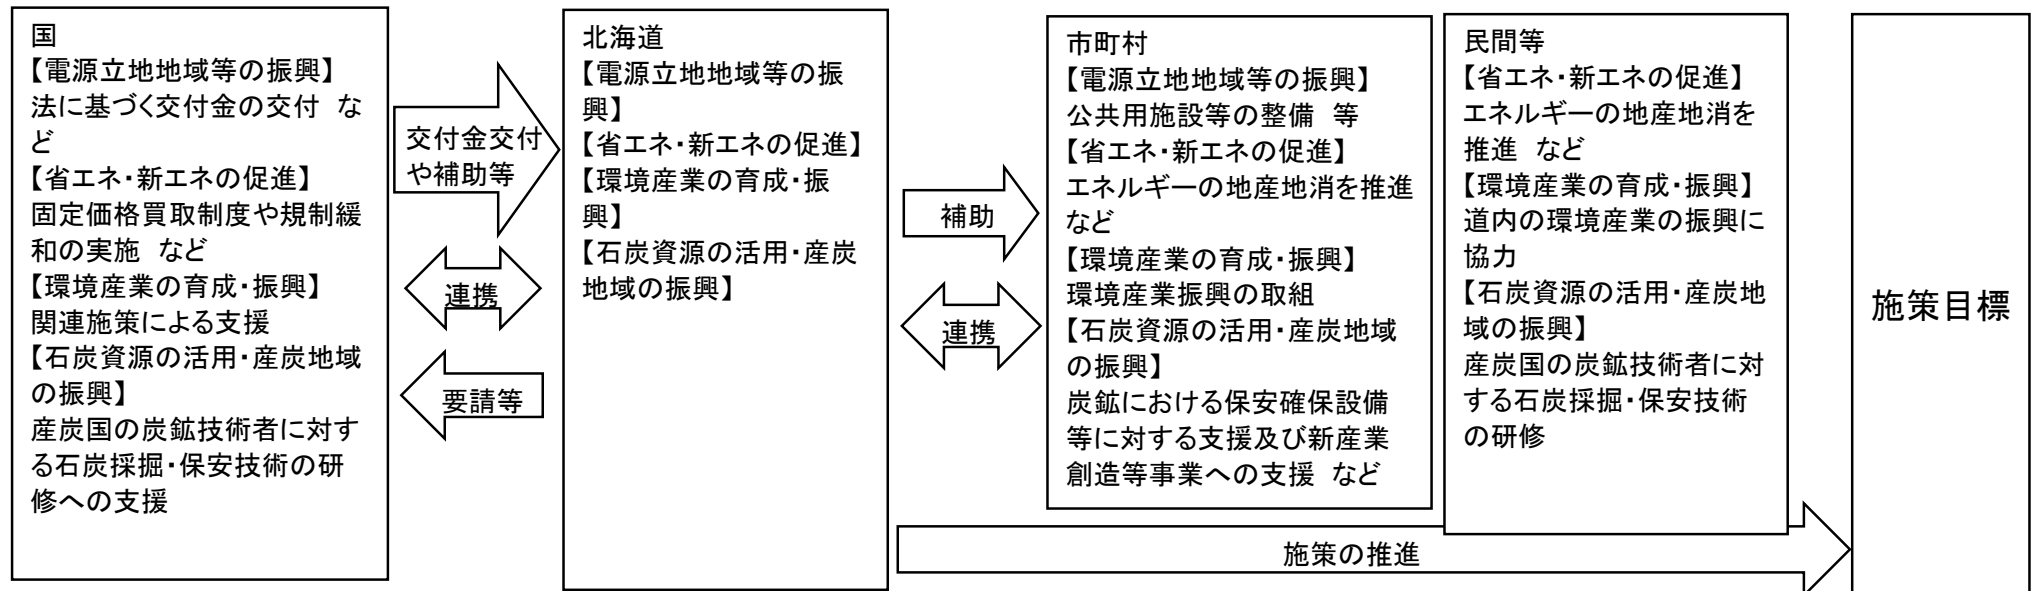 国
【電源立地地域等の振興】
法に基づく交付金の交付　な
ど
【省エネ・新エネの促進】
固定価格買取制度や規制緩
和の実施　など
【環境産業の育成・振興】
関連施策による支援
【石炭資源の活用・産炭地域
の振興】
産炭国の炭鉱技術者に対す
る石炭採掘・保安技術の研
修への支援
交付金交付
や補助等
連携
要請等
北海道
【電源立地地域等の振
興】
【省エネ・新エネの促進】
【環境産業の育成・振
興】
【石炭資源の活用・産炭
地域の振興】
補助
連携
市町村
【電源立地地域等の振興】
公共用施設等の整備　等
【省エネ・新エネの促進】
エネルギーの地産地消を推進
など
【環境産業の育成・振興】
環境産業振興の取組
【石炭資源の活用・産炭地域
の振興】
炭鉱における保安確保設備
等に対する支援及び新産業
創造等事業への支援　など
民間等
【省エネ・新エネの促進】
エネルギーの地産地消を
推進　など
【環境産業の育成・振興】
道内の環境産業の振興に
協力
【石炭資源の活用・産炭地
域の振興】
産炭国の炭鉱技術者に対
する石炭採掘・保安技術
の研修
施策の推進
施策目標